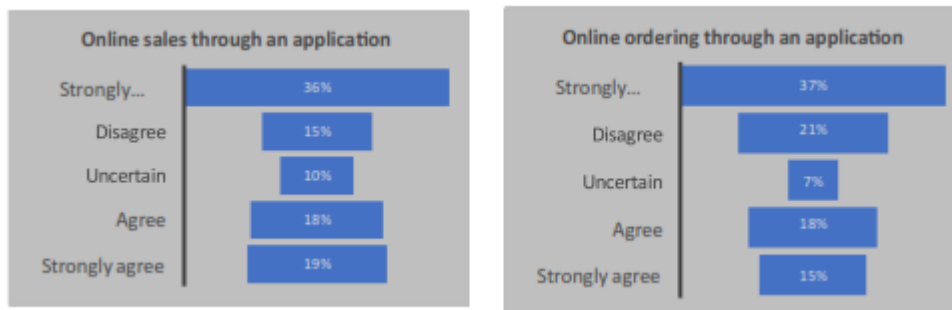 Online sales through an application
Strongly... 36%
Disagree 15%
Uncertain 10%
Agree 18%
Strongly agree 19%
Online ordering through an application
Strongly... 37%
Disagree 21%
Uncertain 7%
Agree 18%
Strongly agree 15%